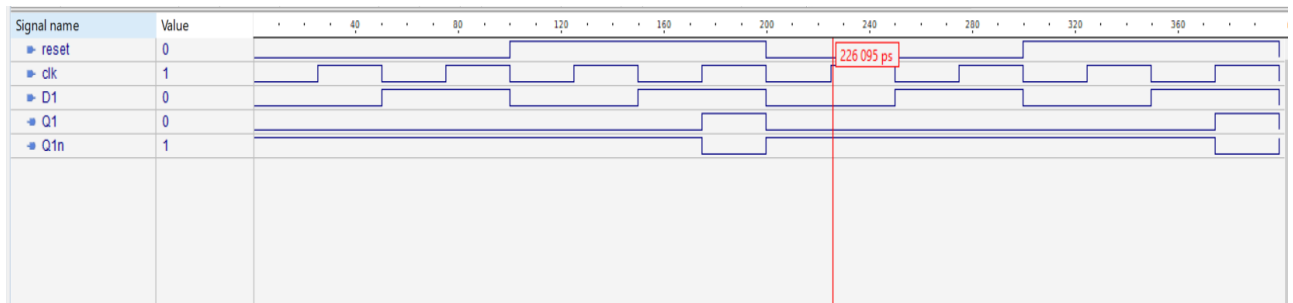 Signal name Value 40 80 120 160 200 240 280 320 360
reset 0
226 095 ps
clk 1
D1 0
Q1 0
Q1n 1